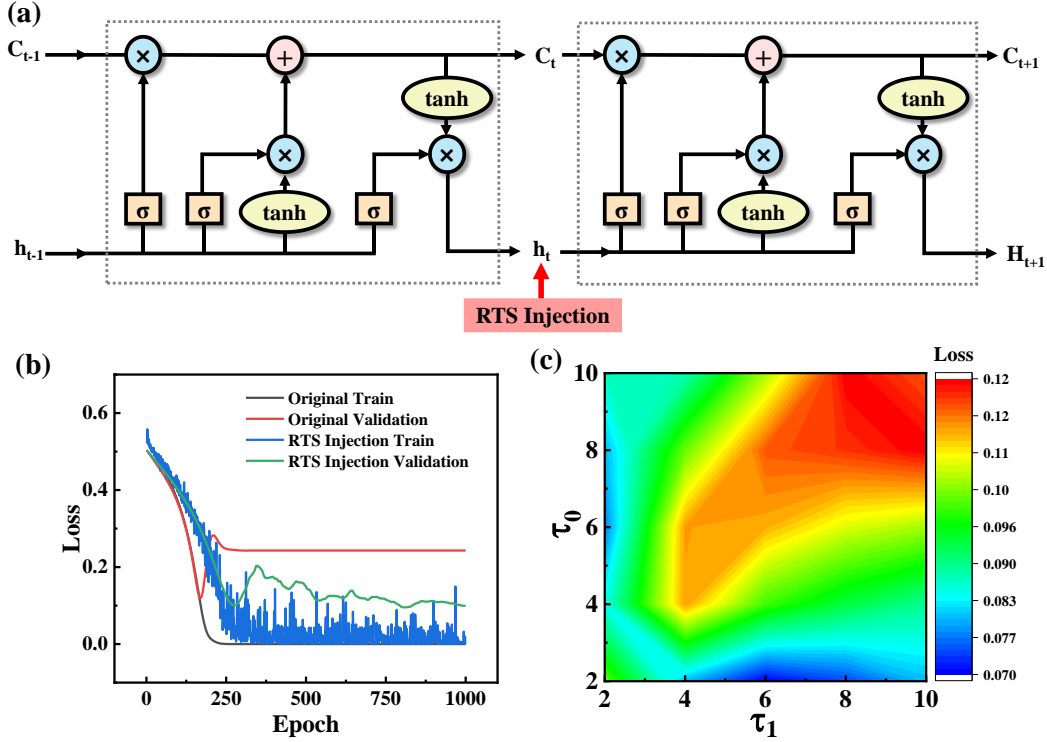 (a)
C_{t-1} × + C_t × + C_{t+1}
tanh tanh
× × × ×
σ σ tanh σ σ σ tanh σ
h_{t-1} h_t H_{t+1}
RTS Injection
(b)
Loss
0.6
0.4
0.2
0.0
Original Train
Original Validation
RTS Injection Train
RTS Injection Validation
0 250 500 750 1000
Epoch
(c)
τ_0
10
8
6
4
2
2 4 6 8 10
τ_1
Loss
0.12
0.12
0.11
0.10
0.096
0.090
0.083
0.077
0.070